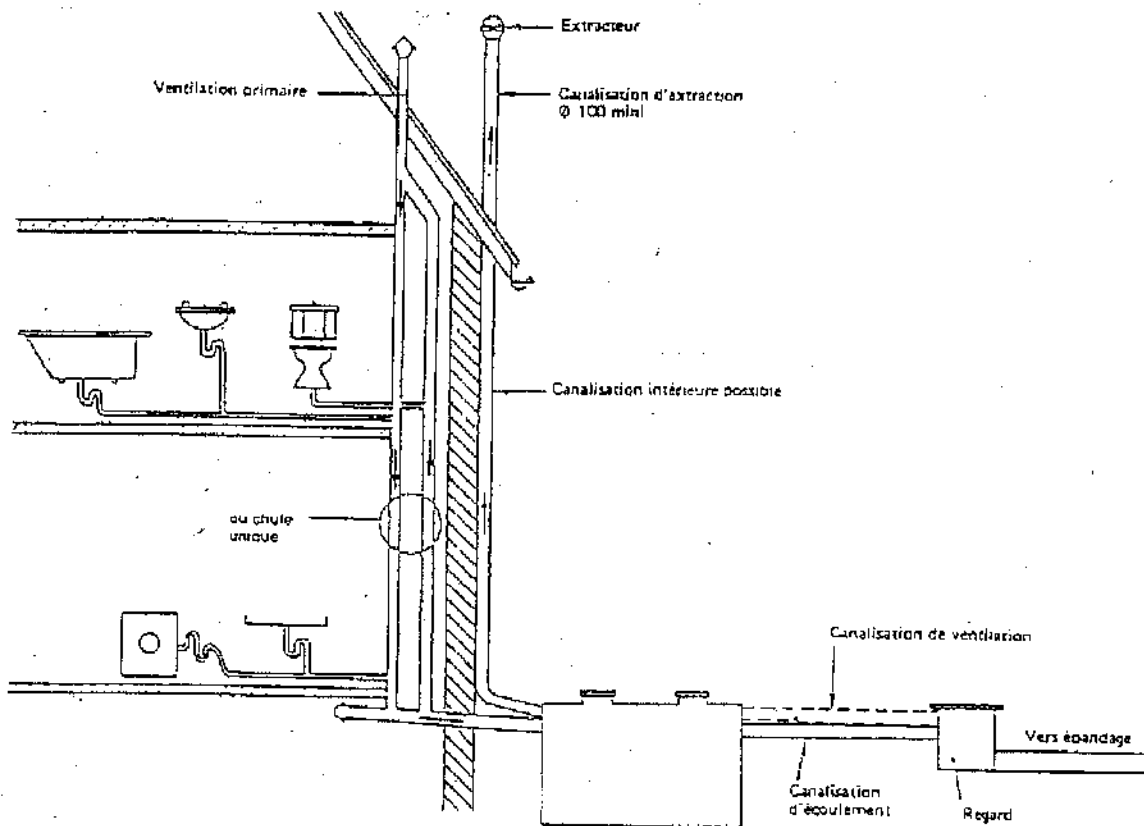 Extracteur
Ventilation primaire
Canalisation d'extraction
Ø 100 mini
Canalisation intérieure possible
ou chute
unique
Canalisation de ventilation
Vers épandage
Canalisation
d'écoulement
Regard